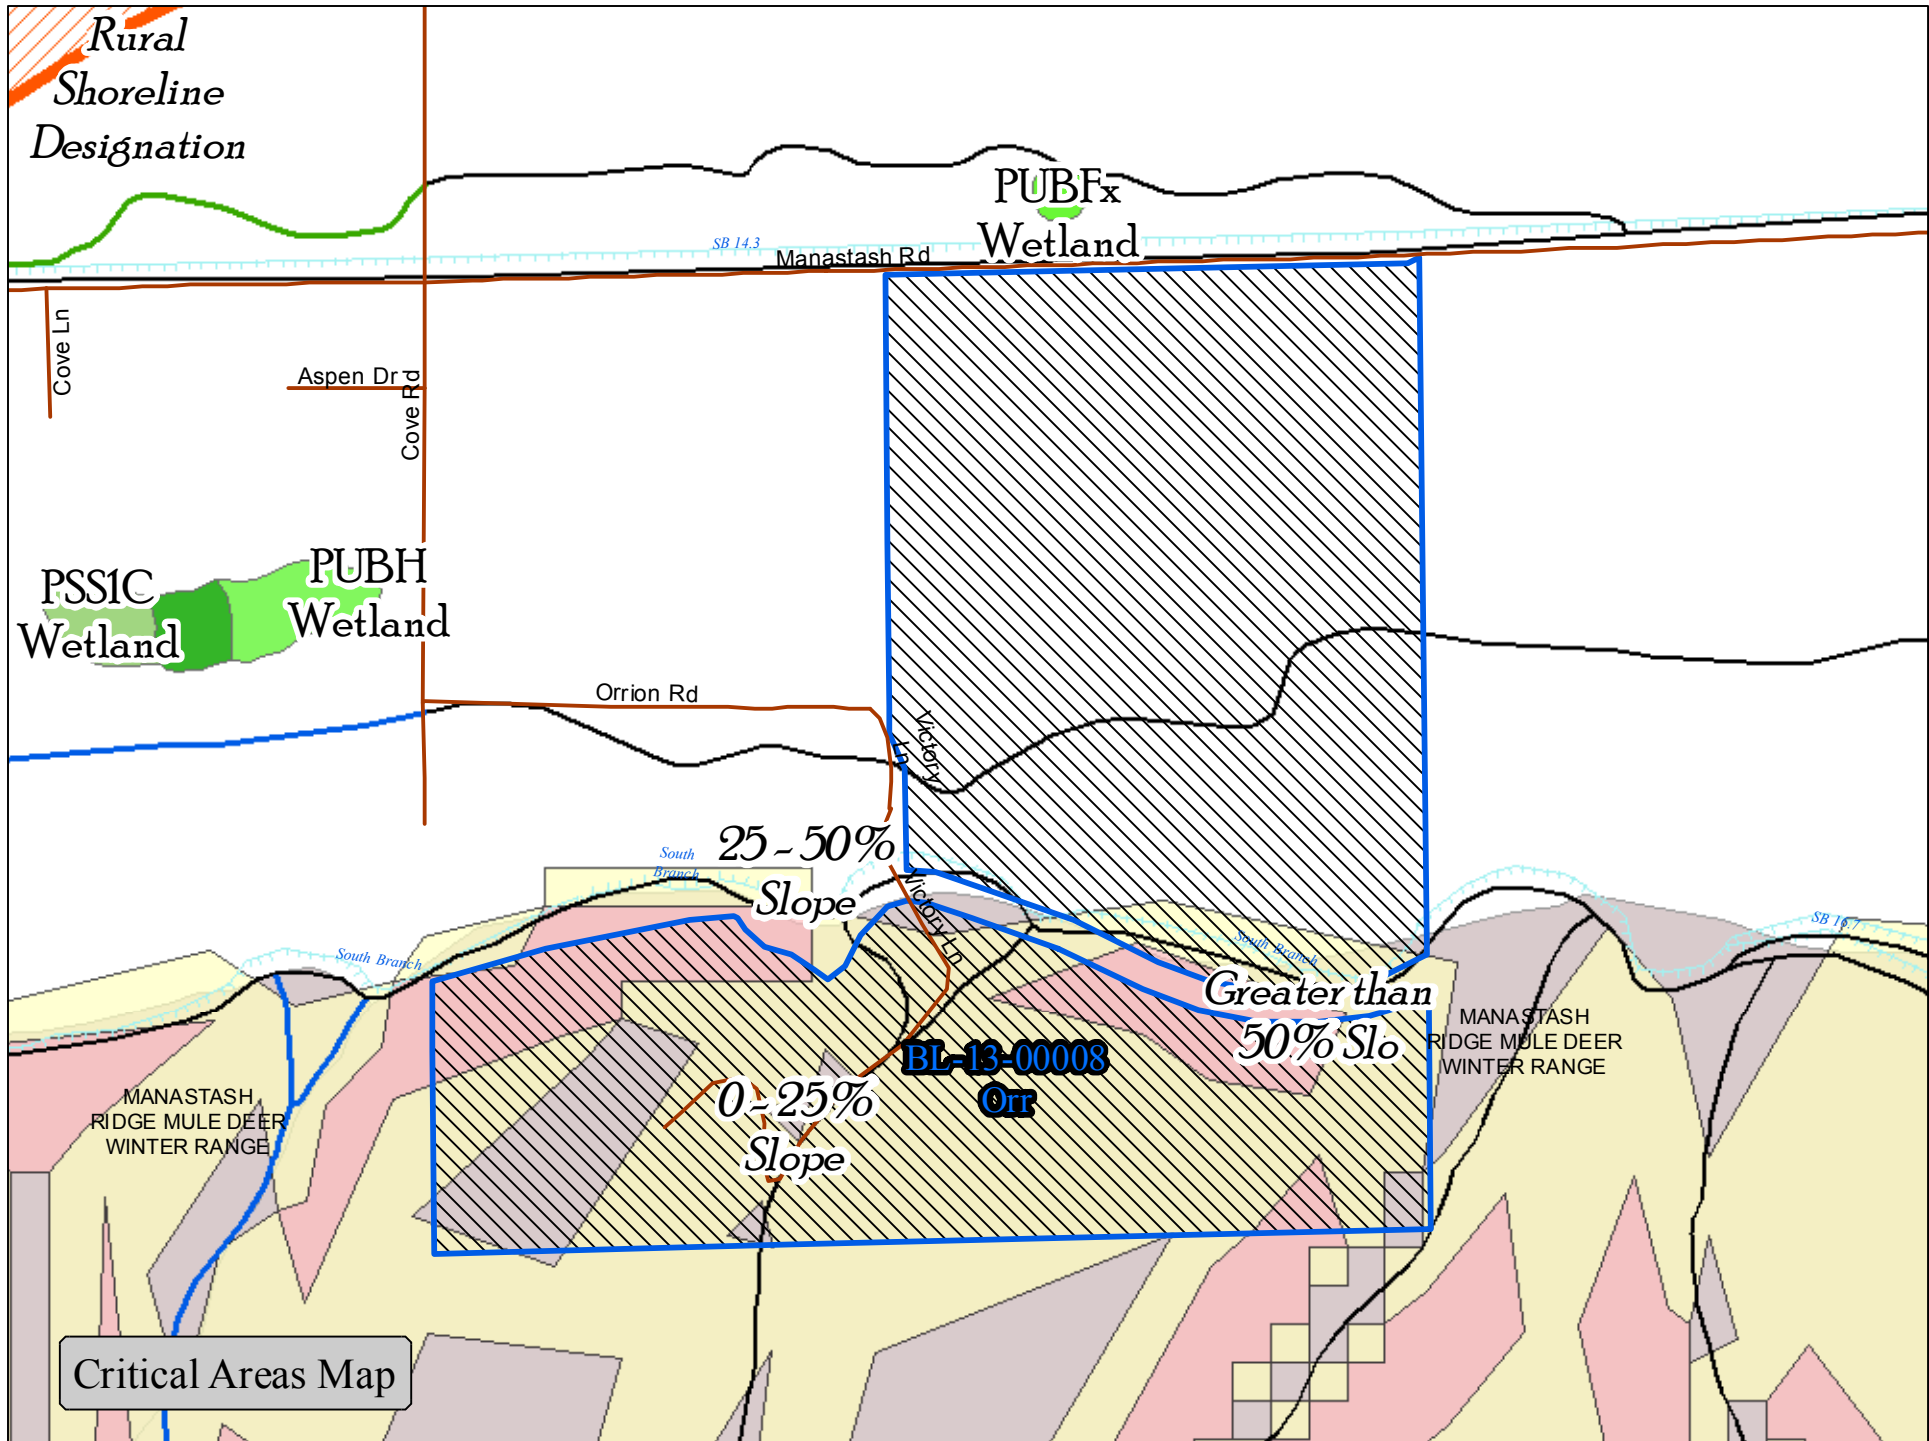 Rural
Shoreline
Designation
PUBFx
Wetland
SB 14.3
Manastash Rd
Cove Ln
Aspen Dr
Cove Rd
PSS1C
Wetland
PUBH
Wetland
Orrion Rd
Victory
Ln
25-50%
Slope
South
Branch
Victory Ln
South Branch
South Branch
SB 16.7
Greater than
50% Slo
MANASTASH
RIDGE MULE DEER
WINTER RANGE
BL-13-00008
Orr
MANASTASH
RIDGE MULE DEER
WINTER RANGE
0-25%
Slope
Critical Areas Map